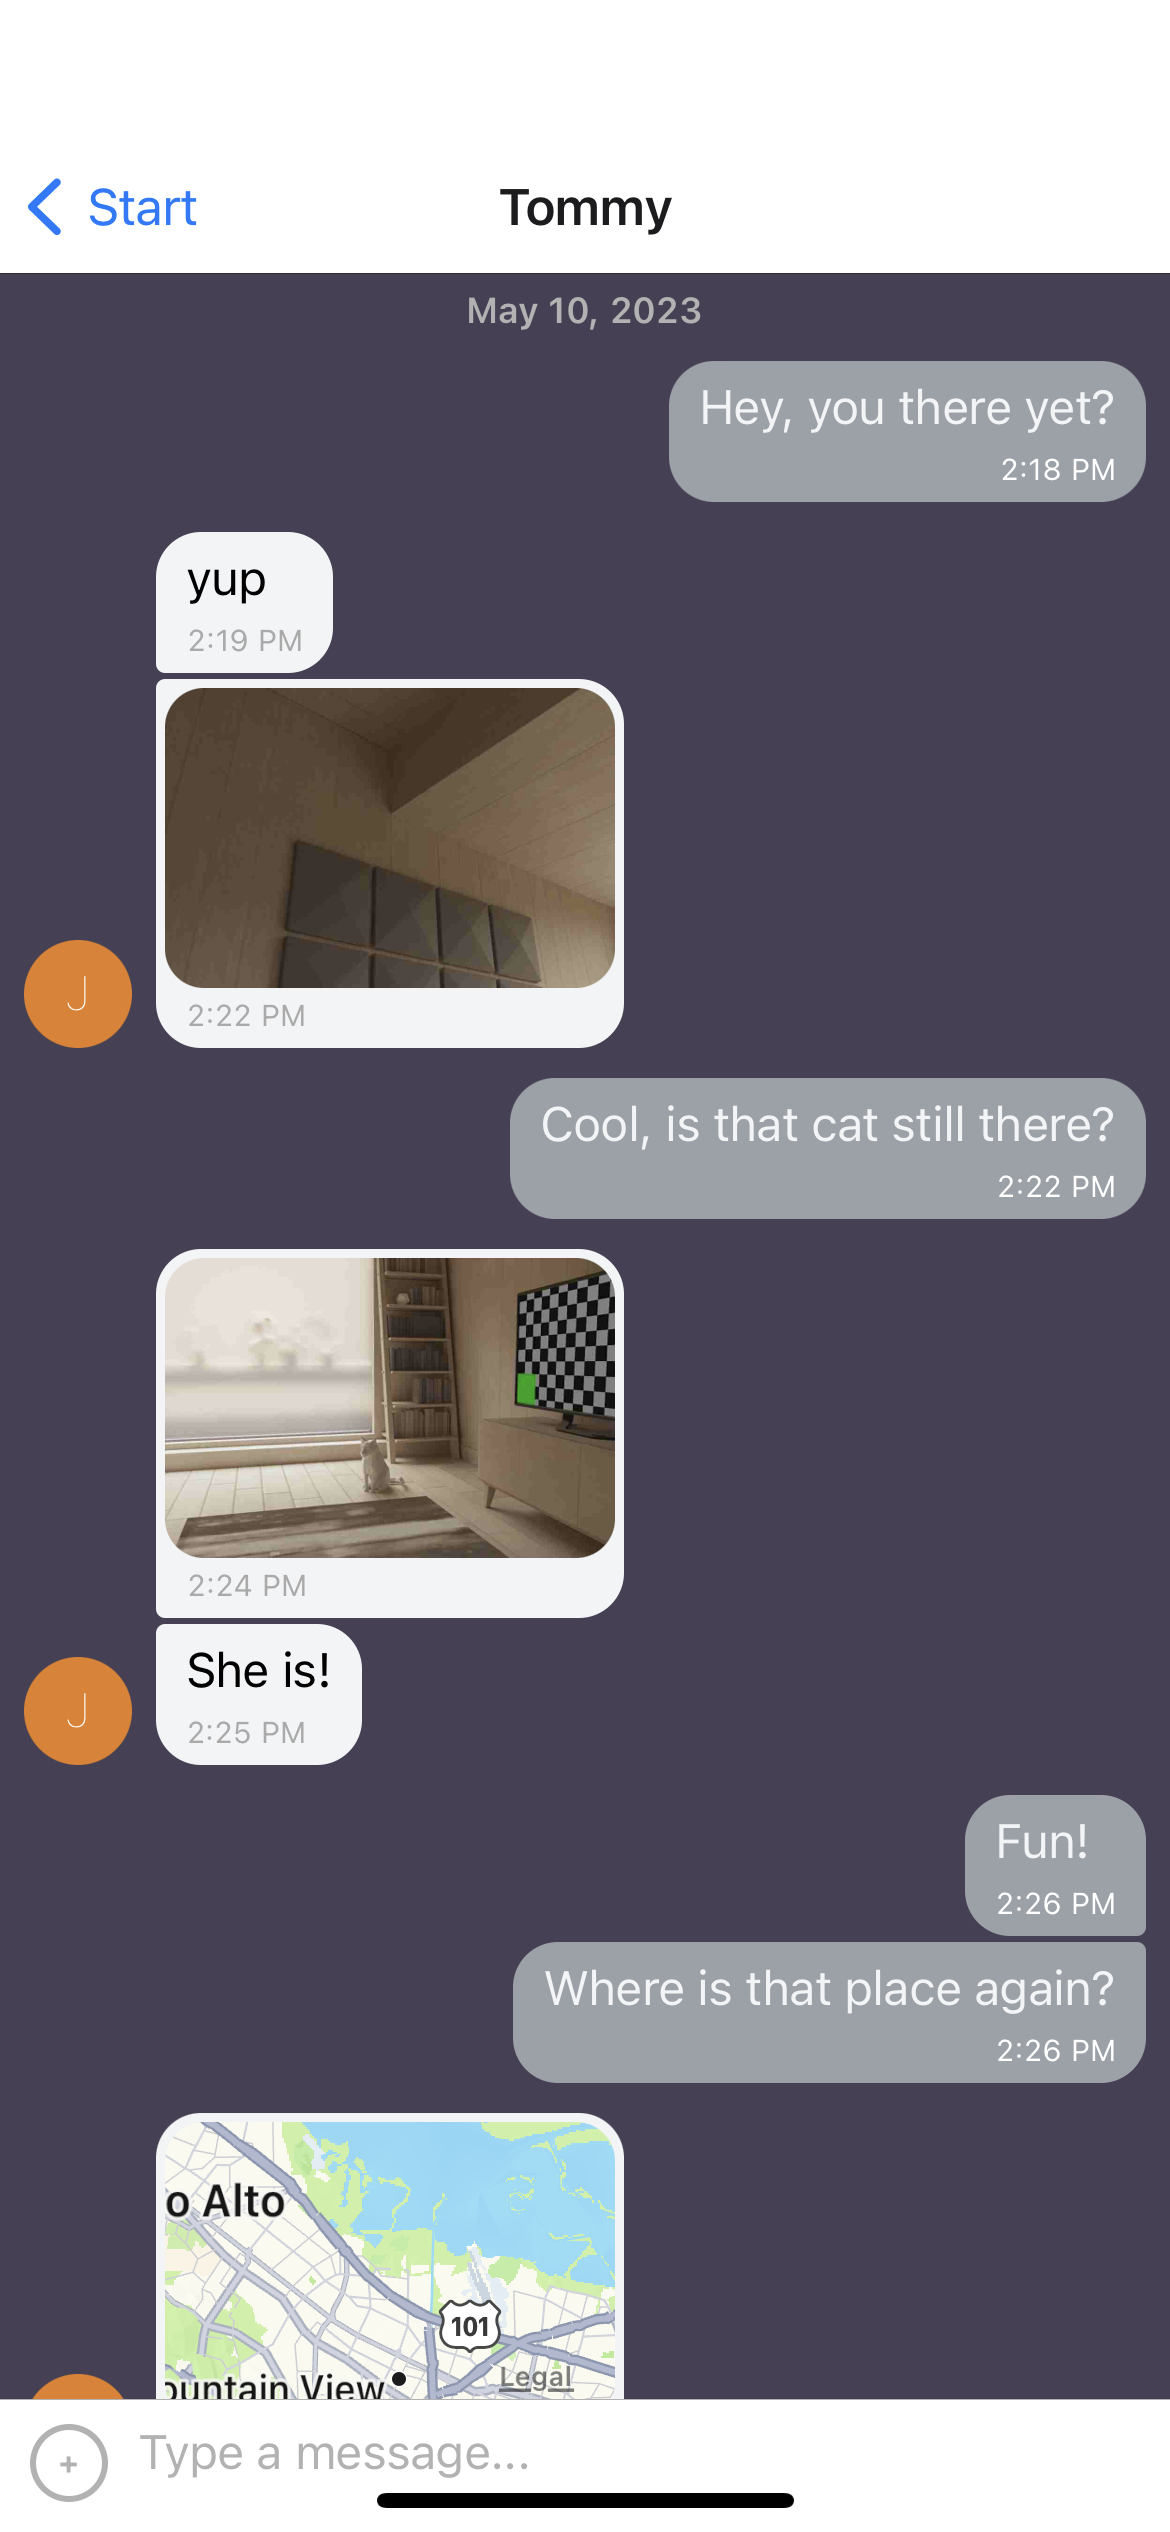 Start
Tommy
May 10, 2023
Hey, you there yet?
2:18 PM
yup
2:19 PM
J
2:22 PM
Cool, is that cat still there?
2:22 PM
2:24 PM
She is!
J
2:25 PM
Fun!
2:26 PM
Where is that place again?
2:26 PM
o Alto
101
Legal
ountain View
+
Type a message...